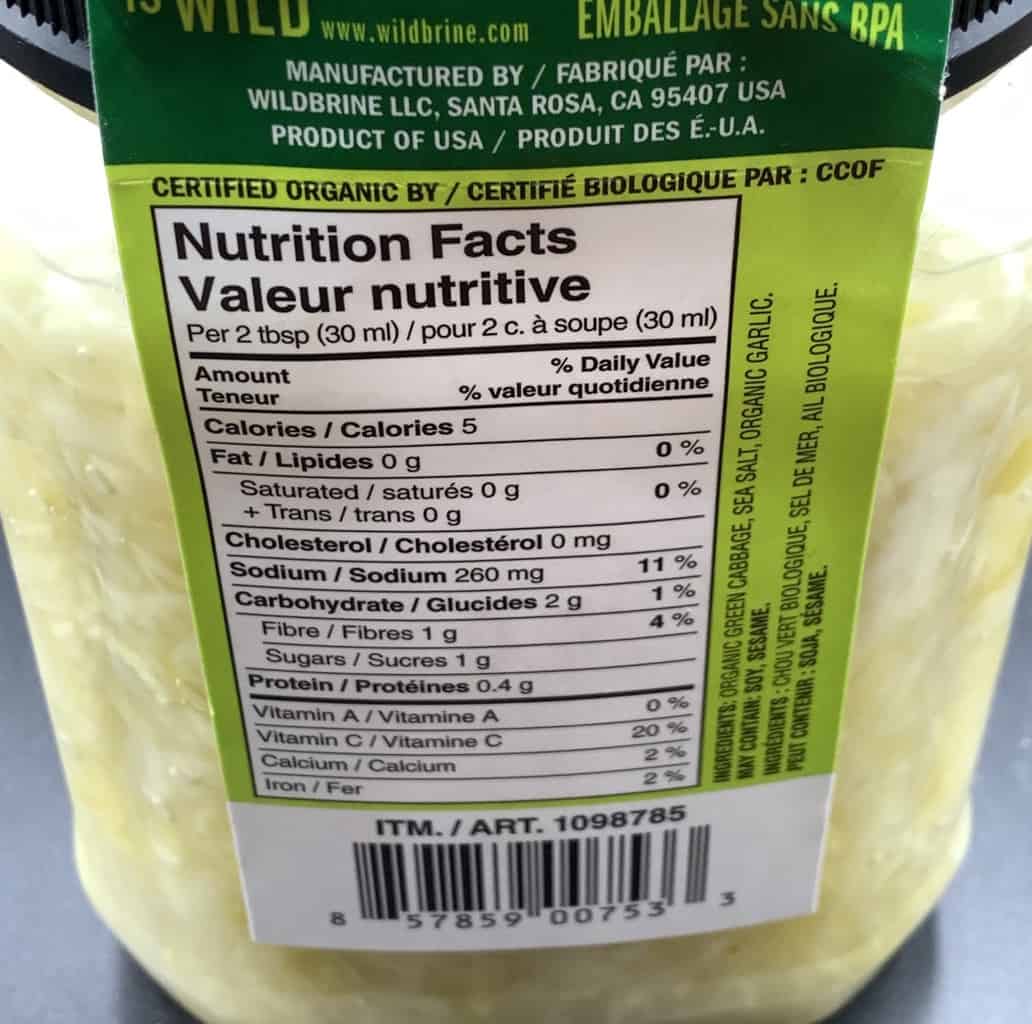 IS WILD
www.wildbrine.com
EMBALLAGE SANS BPA
MANUFACTURED BY / FABRIQUÉ PAR :
WILDBRINE LLC, SANTA ROSA, CA 95407 USA
PRODUCT OF USA / PRODUIT DES É.-U.A.
CERTIFIED ORGANIC BY / CERTIFIÉ BIOLOGIQUE PAR : CCOF
Nutrition Facts
Valeur nutritive
Per 2 tbsp (30 ml) / pour 2 c. à soupe (30 ml)
Amount % Daily Value
Teneur % valeur quotidienne
Calories / Calories 5
Fat / Lipides 0 g 0 %
Saturated / saturés 0 g 0 %
+ Trans / trans 0 g
Cholesterol / Cholestérol 0 mg
Sodium / Sodium 260 mg 11 %
Carbohydrate / Glucides 2 g 1 %
Fibre / Fibres 1 g 4 %
Sugars / Sucres 1 g
Protein / Protéines 0.4 g
Vitamin A / Vitamine A 0 %
Vitamin C / Vitamine C 20 %
Calcium / Calcium 2 %
Iron / Fer 2 %
INGREDIENTS: ORGANIC GREEN CABBAGE, SEA SALT, ORGANIC GARLIC.
MAY CONTAIN: SOY, SESAME.
INGRÉDIENTS : CHOU VERT BIOLOGIQUE, SEL DE MER, AIL BIOLOGIQUE.
PEUT CONTENIR : SOJA, SÉSAME.
ITM. / ART. 1098785
8 57859 00753 3